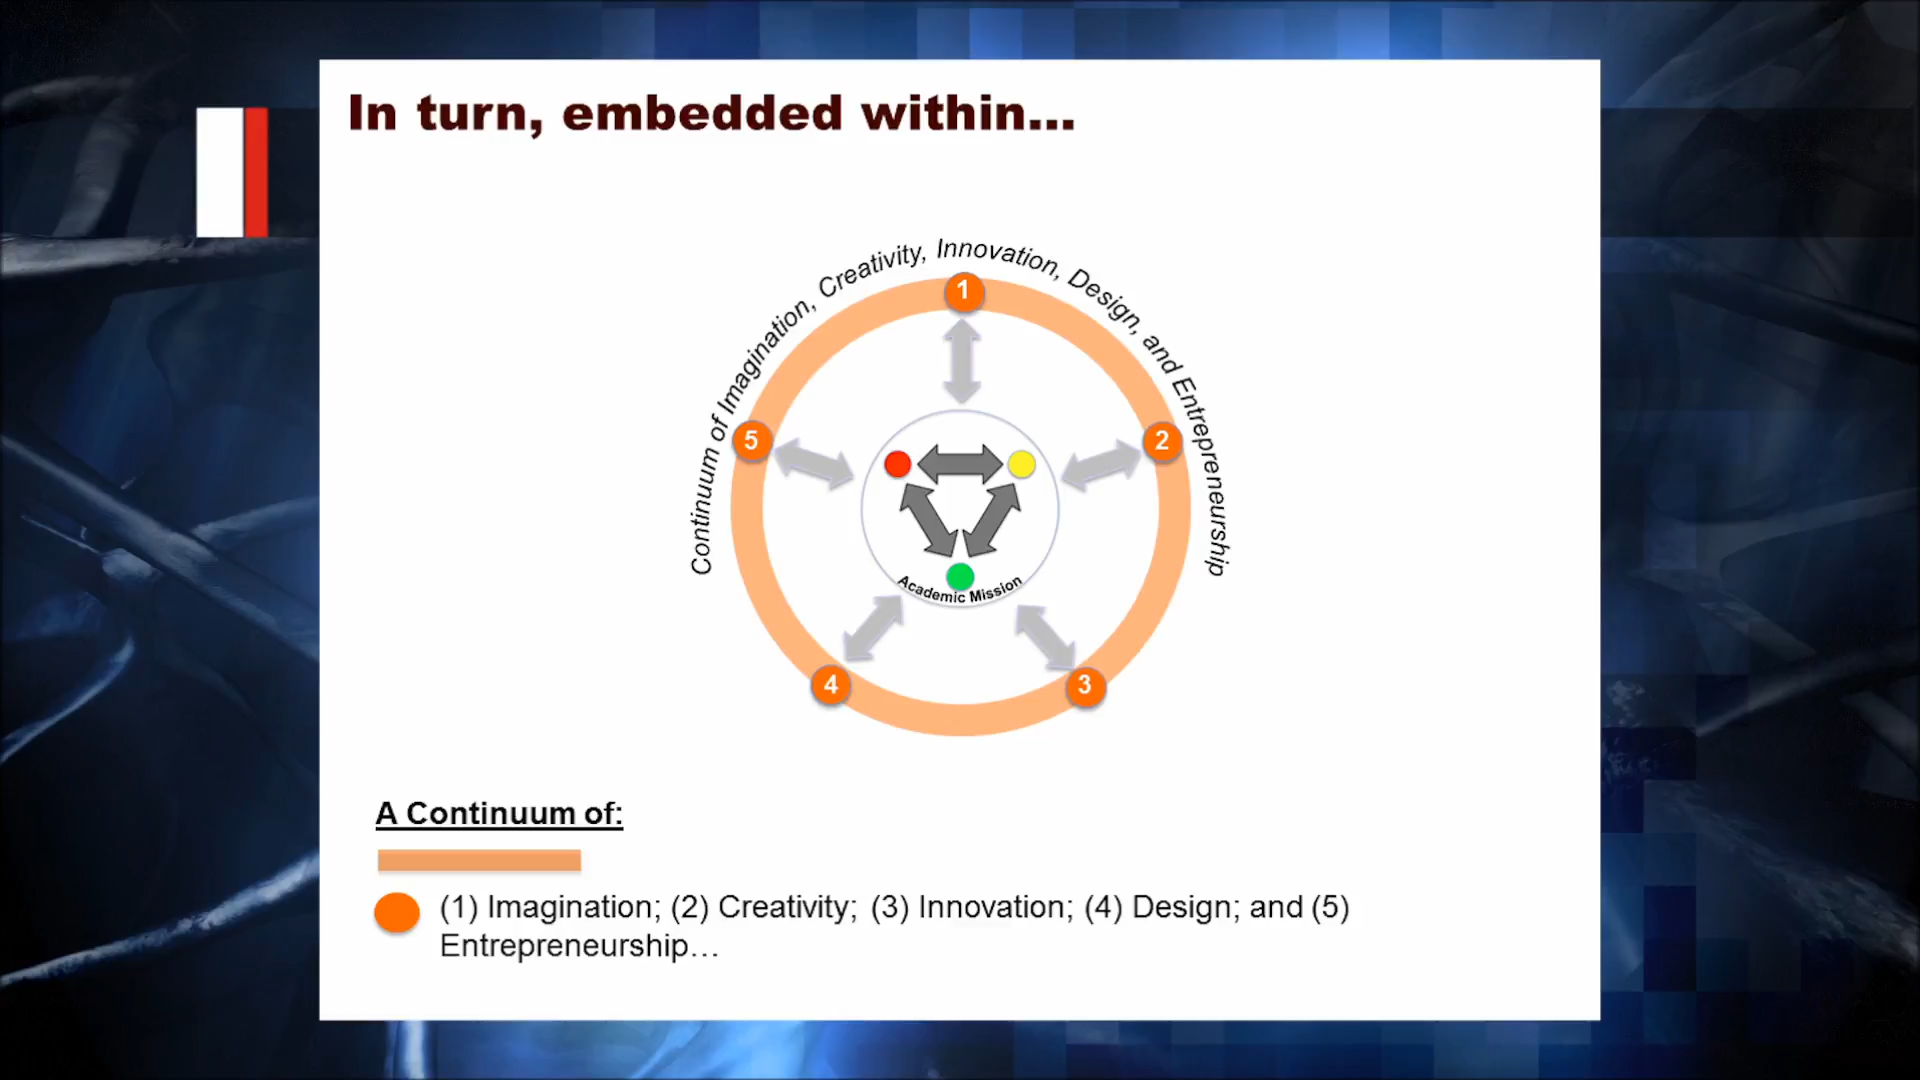 In turn, embedded within...
Continuum of Imagination, Creativity, Innovation, Design, and Entrepreneurship
1
5
2
Academic Mission
4
3
A Continuum of:
(1) Imagination; (2) Creativity; (3) Innovation; (4) Design; and (5)
Entrepreneurship…